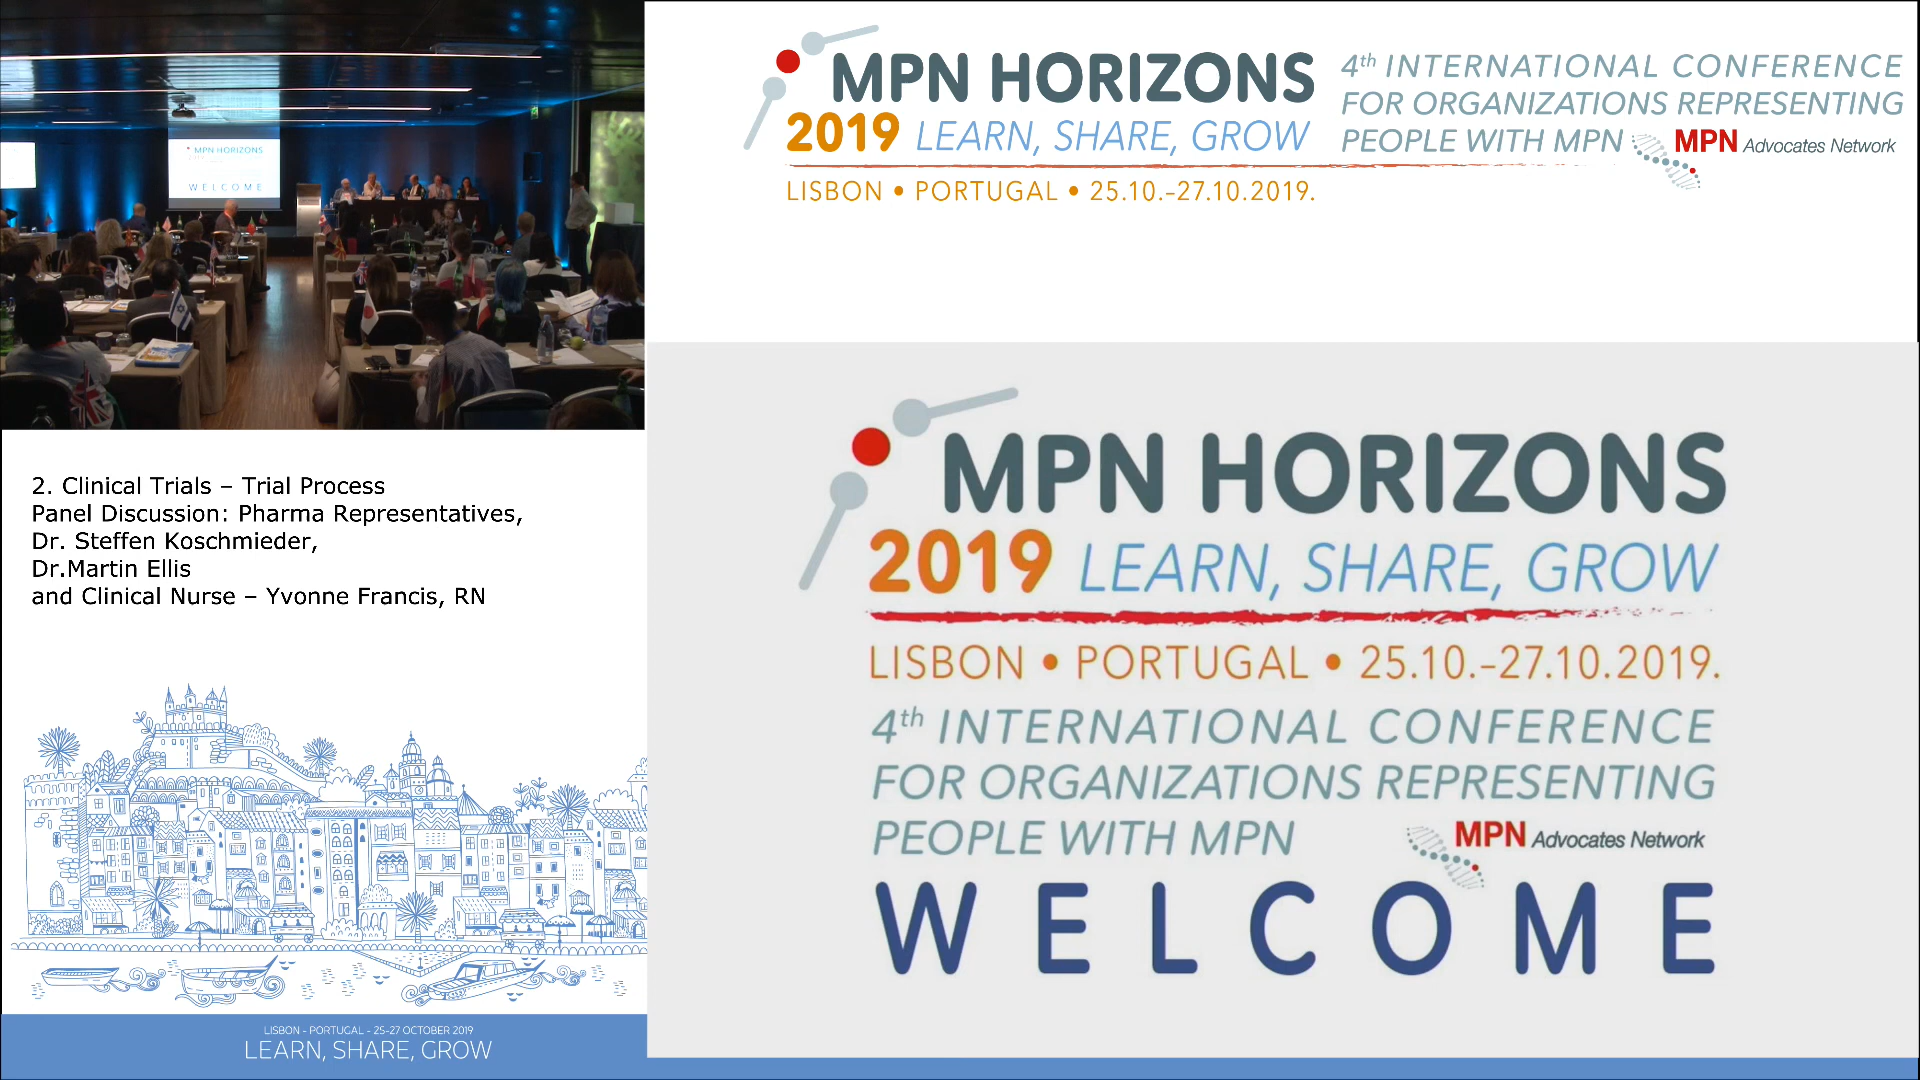 MPN HORIZONS
2019 LEARN, SHARE, GROW
LISBON • PORTUGAL • 25.10.–27.10.2019.
4th INTERNATIONAL CONFERENCE
FOR ORGANIZATIONS REPRESENTING
PEOPLE WITH MPN
MPN Advocates Network
MPN HORIZONS
WELCOME
2. Clinical Trials – Trial Process
Panel Discussion: Pharma Representatives,
Dr. Steffen Koschmieder,
Dr.Martin Ellis
and Clinical Nurse – Yvonne Francis, RN
MPN HORIZONS
2019 LEARN, SHARE, GROW
LISBON • PORTUGAL • 25.10.–27.10.2019.
4th INTERNATIONAL CONFERENCE
FOR ORGANIZATIONS REPRESENTING
PEOPLE WITH MPN
MPN Advocates Network
WELCOME
LISBON - PORTUGAL - 25-27 OCTOBER 2019
LEARN, SHARE, GROW